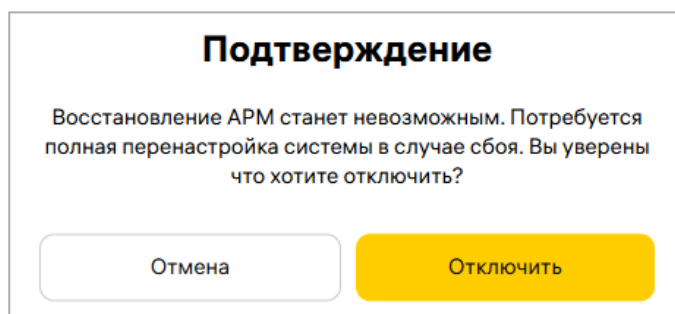 Подтверждение
Восстановление АРМ станет невозможным. Потребуется
полная перенастройка системы в случае сбоя. Вы уверены
что хотите отключить?
Отмена
Отключить